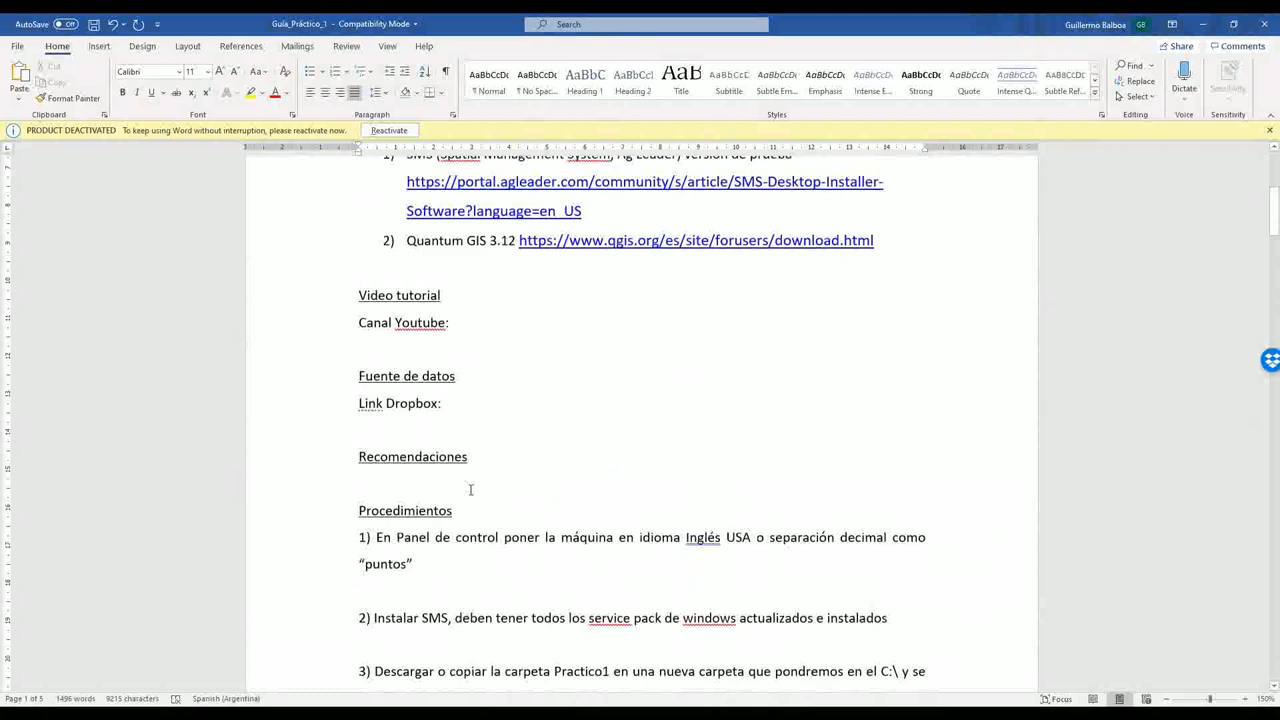 AutoSave Off Guía_Práctico_1 - Compatibility Mode Search Guillermo Balboa GB
File Home Insert Design Layout References Mailings Review View Help Share Comments
Paste Cut Copy Format Painter
Clipboard
Calibri 11
Font
Paragraph
AaBbCcDc AaBbCcDc AaBbC AaBbCcl AaB AaBbCcD AaBbCcDc AaBbCcDc AaBbCcDc AaBbCcDc AaBbCcDc AaBbCcDc AaBbCcDc
¶ Normal ¶ No Spac... Heading 1 Heading 2 Title Subtitle Subtle Em... Emphasis Intense E... Strong Quote Intense Q... Subtle Ref...
Styles
Find Replace Select
Editing
Dictate
Voice
Sensitivity
Sensitivity
PRODUCT DEACTIVATED To keep using Word without interruption, please reactivate now. Reactivate
1) SMS (Spatial Management System, Ag Leader) versión de prueba
https://portal.agleader.com/community/s/article/SMS-Desktop-Installer-
Software?language=en_US
2) Quantum GIS 3.12 https://www.qgis.org/es/site/forusers/download.html
Video tutorial
Canal Youtube:
Fuente de datos
Link Dropbox:
Recomendaciones
Procedimientos
1) En Panel de control poner la máquina en idioma Inglés USA o separación decimal como
“puntos”
2) Instalar SMS, deben tener todos los service pack de windows actualizados e instalados
3) Descargar o copiar la carpeta Practico1 en una nueva carpeta que pondremos en el C:\ y se
Page 1 of 5 1496 words 9215 characters Spanish (Argentina) Focus 150%